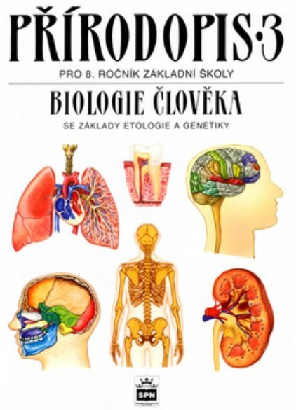 PŘÍRODOPIS·3
PRO 8. ROČNÍK ZÁKLADNÍ ŠKOLY
BIOLOGIE ČLOVĚKA
SE ZÁKLADY ETOLOGIE A GENETIKY
SPN